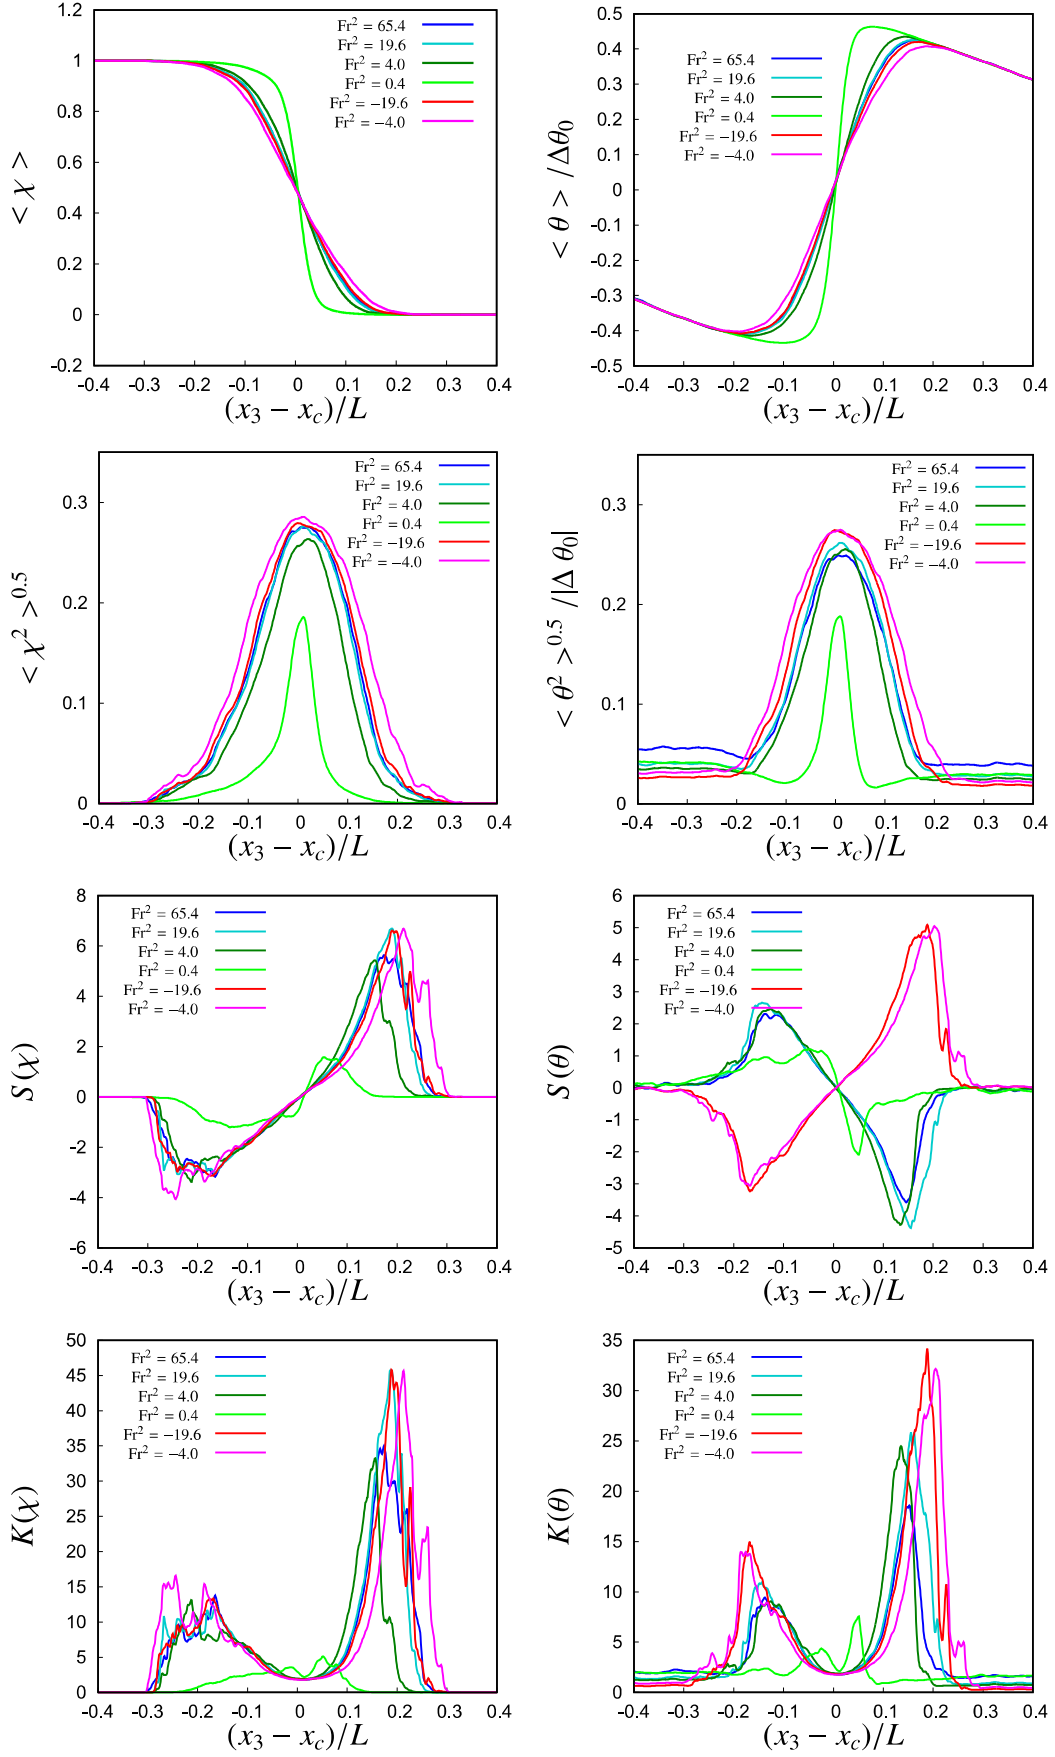 1.2
1
0.8
0.6
0.4
0.2
0
-0.2
< χ >
Fr² = 65.4
Fr² = 19.6
Fr² = 4.0
Fr² = 0.4
Fr² = −19.6
Fr² = −4.0
-0.4 -0.3 -0.2 -0.1 0 0.1 0.2 0.3 0.4
(x₃ − x_c)/L
0.5
0.4
0.3
0.2
0.1
0
-0.1
-0.2
-0.3
-0.4
-0.5
< θ > /Δθ₀
Fr² = 65.4
Fr² = 19.6
Fr² = 4.0
Fr² = 0.4
Fr² = −19.6
Fr² = −4.0
-0.4 -0.3 -0.2 -0.1 0 0.1 0.2 0.3 0.4
(x₃ − x_c)/L
0.3
0.2
0.1
0
< χ² >^0.5
Fr² = 65.4
Fr² = 19.6
Fr² = 4.0
Fr² = 0.4
Fr² = −19.6
Fr² = −4.0
-0.4 -0.3 -0.2 -0.1 0 0.1 0.2 0.3 0.4
(x₃ − x_c)/L
0.3
0.2
0.1
0
< θ² >^0.5 /|Δ θ₀|
Fr² = 65.4
Fr² = 19.6
Fr² = 4.0
Fr² = 0.4
Fr² = −19.6
Fr² = −4.0
-0.4 -0.3 -0.2 -0.1 0 0.1 0.2 0.3 0.4
(x₃ − x_c)/L
8
6
4
2
0
-2
-4
-6
S(χ)
Fr² = 65.4
Fr² = 19.6
Fr² = 4.0
Fr² = 0.4
Fr² = −19.6
Fr² = −4.0
-0.4 -0.3 -0.2 -0.1 0 0.1 0.2 0.3 0.4
(x₃ − x_c)/L
6
5
4
3
2
1
0
-1
-2
-3
-4
-5
S(θ)
Fr² = 65.4
Fr² = 19.6
Fr² = 4.0
Fr² = 0.4
Fr² = −19.6
Fr² = −4.0
-0.4 -0.3 -0.2 -0.1 0 0.1 0.2 0.3 0.4
(x₃ − x_c)/L
50
45
40
35
30
25
20
15
10
5
0
K(χ)
Fr² = 65.4
Fr² = 19.6
Fr² = 4.0
Fr² = 0.4
Fr² = −19.6
Fr² = −4.0
-0.4 -0.3 -0.2 -0.1 0 0.1 0.2 0.3 0.4
(x₃ − x_c)/L
35
30
25
20
15
10
5
0
K(θ)
Fr² = 65.4
Fr² = 19.6
Fr² = 4.0
Fr² = 0.4
Fr² = −19.6
Fr² = −4.0
-0.4 -0.3 -0.2 -0.1 0 0.1 0.2 0.3 0.4
(x₃ − x_c)/L